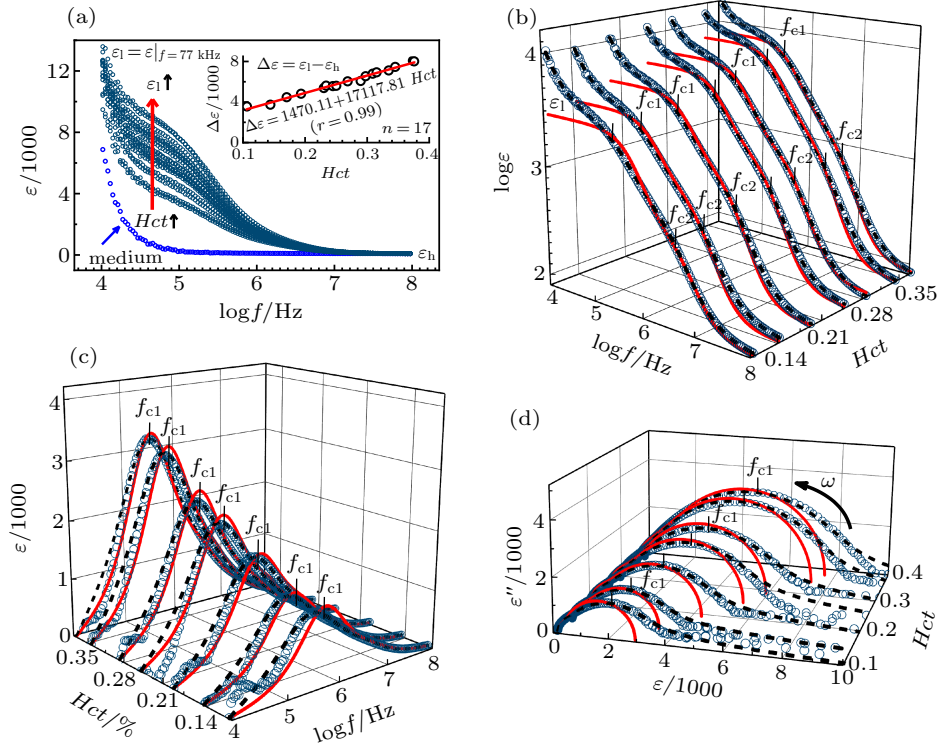 (a)
εl = ε|f = 77 kHz
εl↑
Hct↑
medium
εh
ε/1000
0
4
8
12
4
5
6
7
8
logf/Hz
Δε = εl−εh
Δε = 1470.11+17117.81 Hct
(r = 0.99)
n = 17
Δε/1000
0
4
8
0.1
0.2
0.3
0.4
Hct
(b)
fc1
fc1
fc1
fc1
fc1
εl
fc2
fc2
fc2
fc2
logε
4
3
2
4
5
6
7
8
logf/Hz
0.14
0.21
0.28
0.35
Hct
(c)
fc1
fc1
fc1
fc1
fc1
fc1
fc1
ε/1000
4
3
2
1
0
0.35
0.28
0.21
0.14
Hct/%
4
5
6
7
8
logf/Hz
(d)
fc1
ω
fc1
fc1
ε″/1000
4
2
0
0
2
4
6
8
10
ε/1000
0.1
0.2
0.3
0.4
Hct